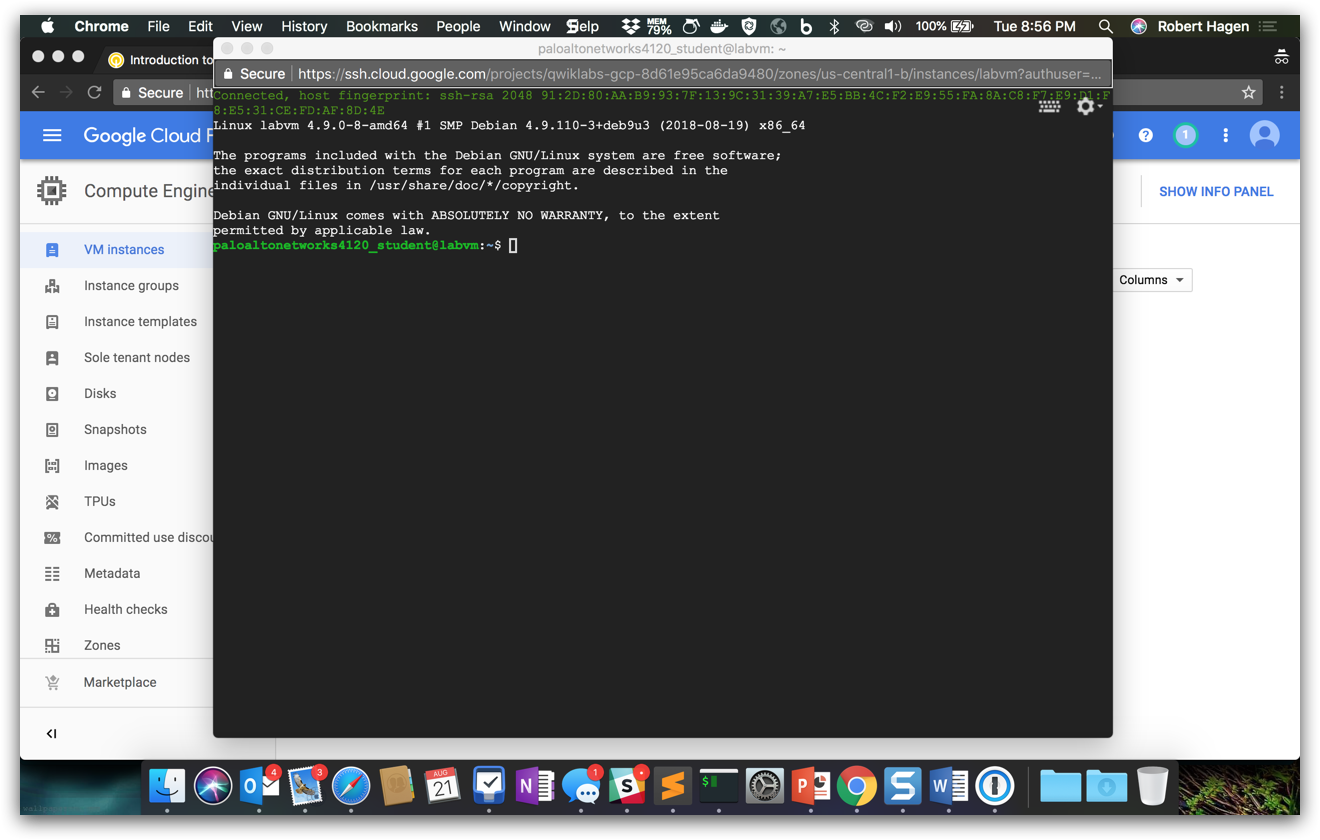 Chrome File Edit View History Bookmarks People Window Help MEM 79% 100% Tue 8:56 PM Robert Hagen
paloaltonetworks4120_student@labvm: ~
Introduction to
Secure https://ssh.cloud.google.com/projects/qwiklabs-gcp-8d61e95ca6da9480/zones/us-central1-b/instances/labvm?authuser=...
Secure htt
Connected, host fingerprint: ssh-rsa 2048 91:2D:80:AA:B9:93:7F:13:9C:31:39:A7:E5:BB:4C:F2:E9:55:FA:8A:C8:F7:E9:D1:F
8:E5:31:CE:FD:AF:8D:4E
Linux labvm 4.9.0-8-amd64 #1 SMP Debian 4.9.110-3+deb9u3 (2018-08-19) x86_64
The programs included with the Debian GNU/Linux system are free software;
the exact distribution terms for each program are described in the
individual files in /usr/share/doc/*/copyright.
Debian GNU/Linux comes with ABSOLUTELY NO WARRANTY, to the extent
permitted by applicable law.
paloaltonetworks4120_student@labvm:~$
Google Cloud P
1
Compute Engine
SHOW INFO PANEL
VM instances
Instance groups
Columns
Instance templates
Sole tenant nodes
Disks
Snapshots
Images
TPUs
Committed use discou
Metadata
Health checks
Zones
Marketplace
4
3
AUG
21
1